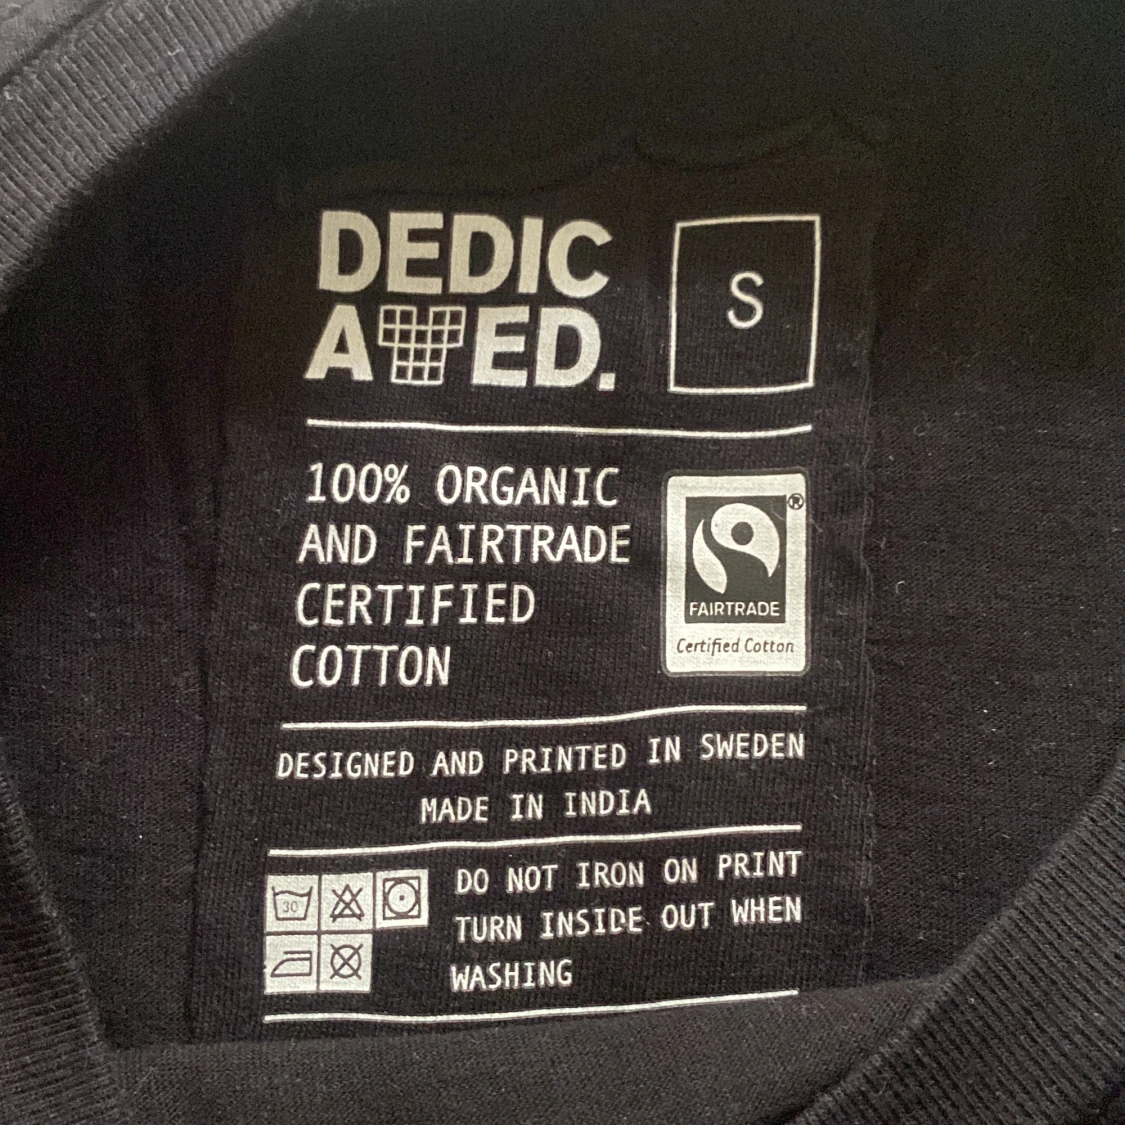 DEDIC
ATED.
S
100% ORGANIC
AND FAIRTRADE
CERTIFIED
COTTON
®
FAIRTRADE
Certified Cotton
DESIGNED AND PRINTED IN SWEDEN
MADE IN INDIA
30
DO NOT IRON ON PRINT
TURN INSIDE OUT WHEN
WASHING